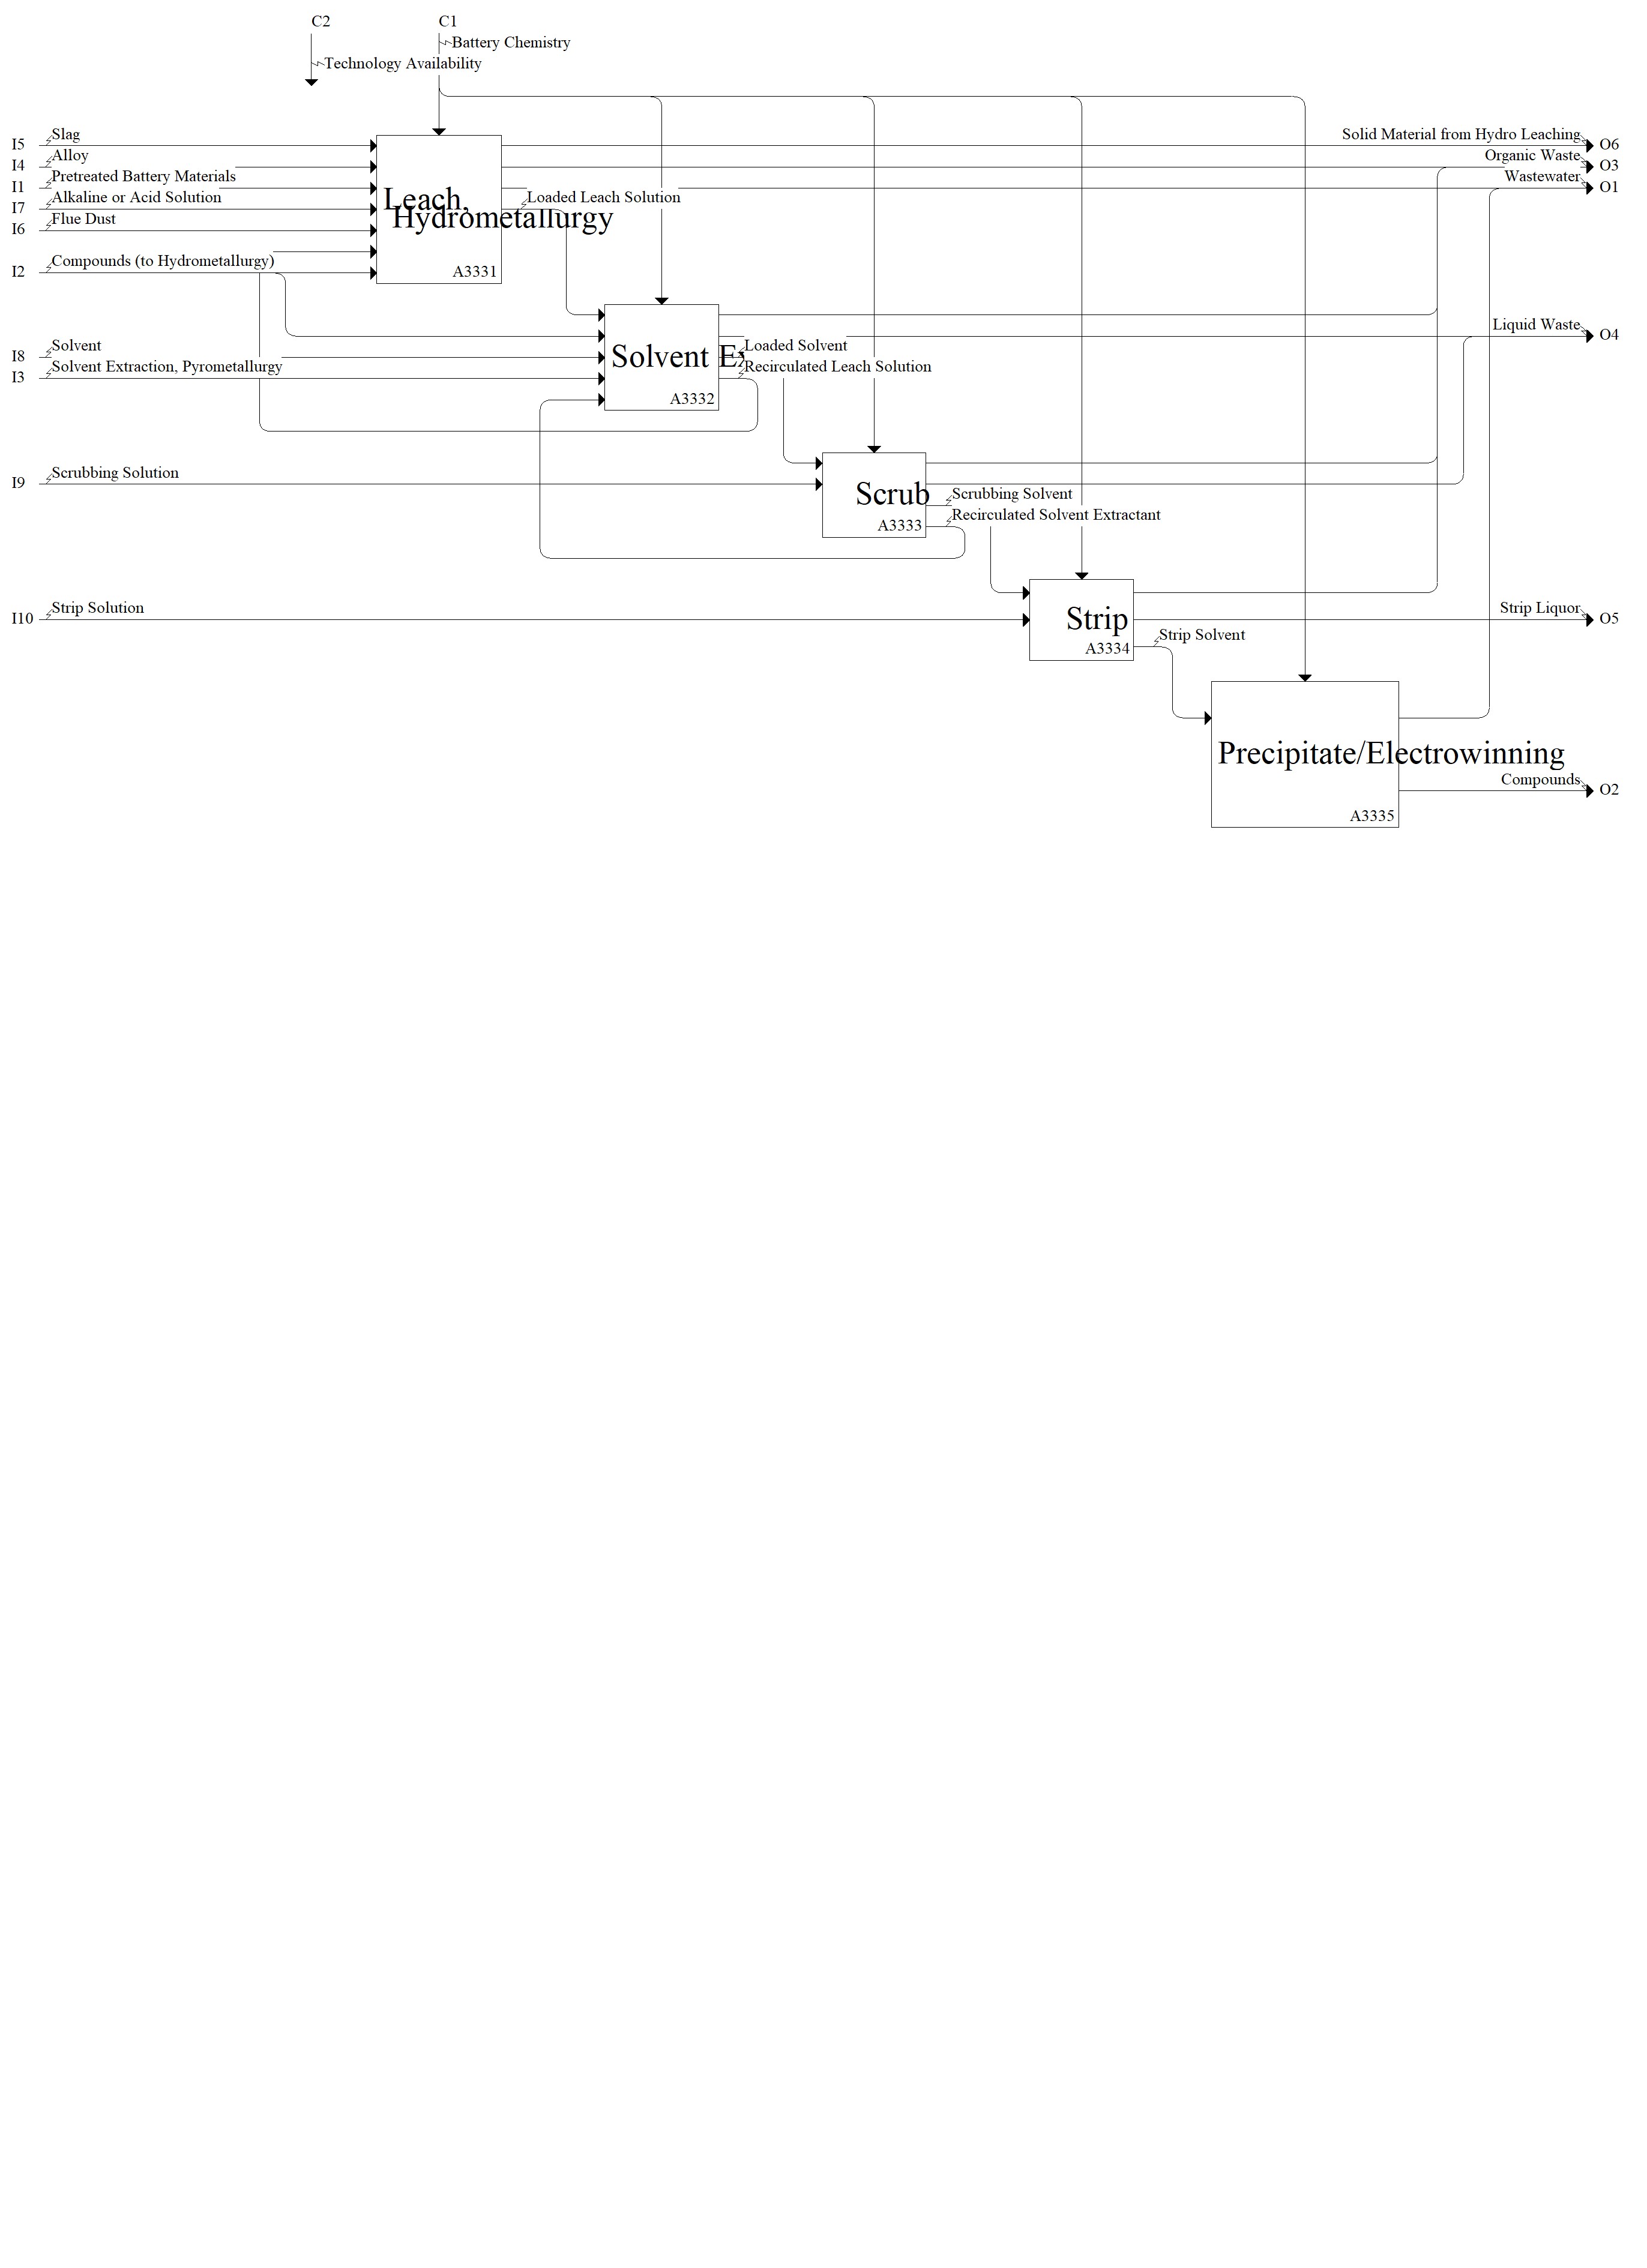 C2
C1
Battery Chemistry
Technology Availability
I5
Slag
Solid Material from Hydro Leaching
O6
I4
Alloy
Organic Waste
O3
I1
Pretreated Battery Materials
Wastewater
O1
I7
Alkaline or Acid Solution
Leach,
Hydrometallurgy
Loaded Leach Solution
I6
Flue Dust
I2
Compounds (to Hydrometallurgy)
A3331
Liquid Waste
O4
I8
Solvent
Solvent Ex
Loaded Solvent
I3
Solvent Extraction, Pyrometallurgy
Recirculated Leach Solution
A3332
I9
Scrubbing Solution
Scrub
Scrubbing Solvent
Recirculated Solvent Extractant
A3333
I10
Strip Solution
Strip
Strip Liquor
O5
Strip Solvent
A3334
Precipitate/Electrowinning
Compounds
O2
A3335